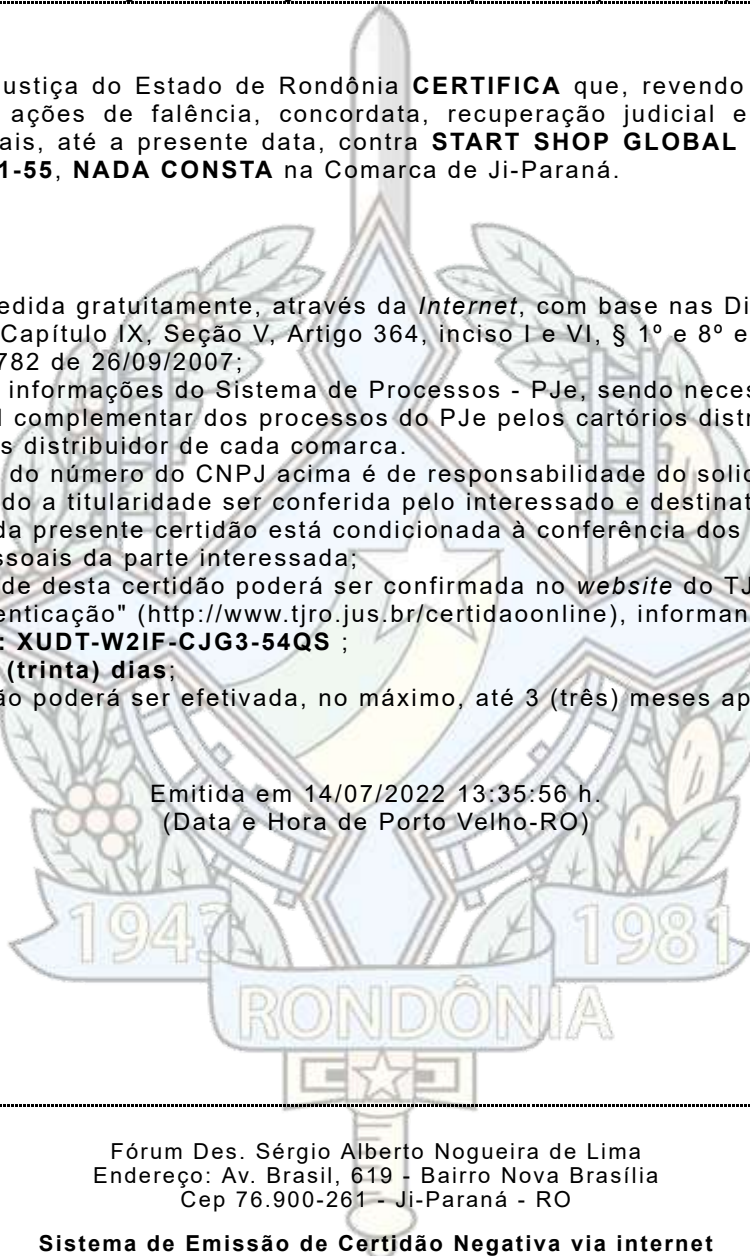 ustiça do Estado de Rondônia CERTIFICA que, revendo
ações de falência, concordata, recuperação judicial e
ais, até a presente data, contra START SHOP GLOBAL
1-55, NADA CONSTA na Comarca de Ji-Paraná.
edida gratuitamente, através da Internet, com base nas Di
Capítulo IX, Seção V, Artigo 364, inciso I e VI, § 1º e 8º e
782 de 26/09/2007;
informações do Sistema de Processos - PJe, sendo neces
l complementar dos processos do PJe pelos cartórios distr
s distribuidor de cada comarca.
do número do CNPJ acima é de responsabilidade do solic
do a titularidade ser conferida pelo interessado e destinat
da presente certidão está condicionada à conferência dos
ssoais da parte interessada;
de desta certidão poderá ser confirmada no website do TJ
enticação" (http://www.tjro.jus.br/certidaoonline), informan
: XUDT-W2IF-CJG3-54QS ;
(trinta) dias;
ão poderá ser efetivada, no máximo, até 3 (três) meses ap
Emitida em 14/07/2022 13:35:56 h.
(Data e Hora de Porto Velho-RO)
1943 1981
RONDÔNIA
Fórum Des. Sérgio Alberto Nogueira de Lima
Endereço: Av. Brasil, 619 - Bairro Nova Brasília
Cep 76.900-261 - Ji-Paraná - RO
Sistema de Emissão de Certidão Negativa via internet